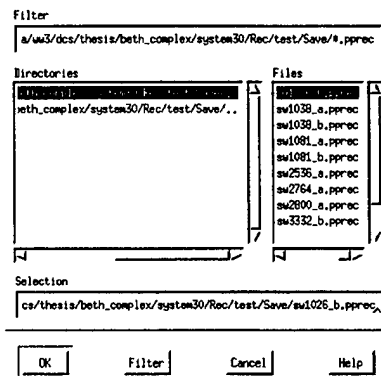 Filter
a/ww3/dcs/thesis/beth_complex/system30/Rec/test/Save/*.pprec
Directories
Files
eth_complex/system30/Rec/test/Save/..
sw1038_a.pprec
sw1038_b.pprec
sw1081_a.pprec
sw1081_b.pprec
sw2536_a.pprec
sw2764_a.pprec
sw2800_a.pprec
sw3332_b.pprec
Selection
cs/thesis/beth_complex/system30/Rec/test/Save/sw1026_b.pprec
OK
Filter
Cancel
Help